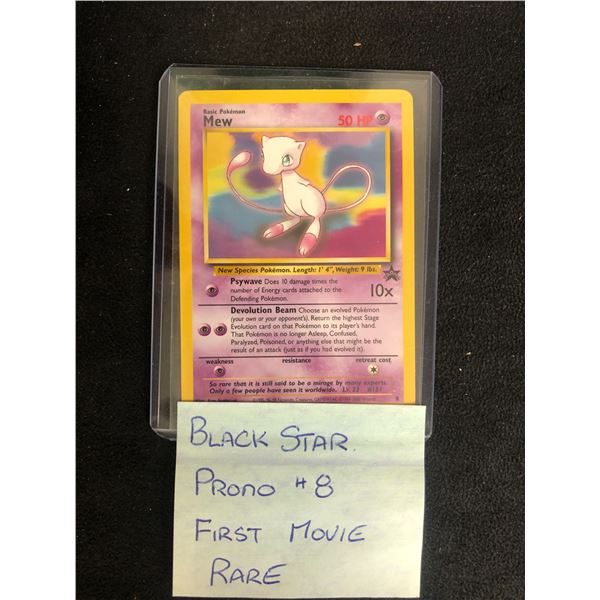 Basic Pokémon
Mew 50 HP
New Species Pokémon. Length: 1' 4", Weight: 9 lbs.
Psywave Does 10 damage times the
number of Energy cards attached to the
Defending Pokémon.
10x
Devolution Beam Choose an evolved Pokémon
(your own or your opponent's). Return the highest Stage
Evolution card on that Pokémon to its player's hand.
That Pokémon is no longer Asleep, Confused,
Paralyzed, Poisoned, or anything else that might be the
result of an attack (just as if you had evolved it).
weakness resistance retreat cost
So rare that it is still said to be a mirage by many experts.
Only a few people have seen it worldwide. LV. 23 #151
8
BLACK STAR.
PROMO #8
FIRST MOVIE
RARE